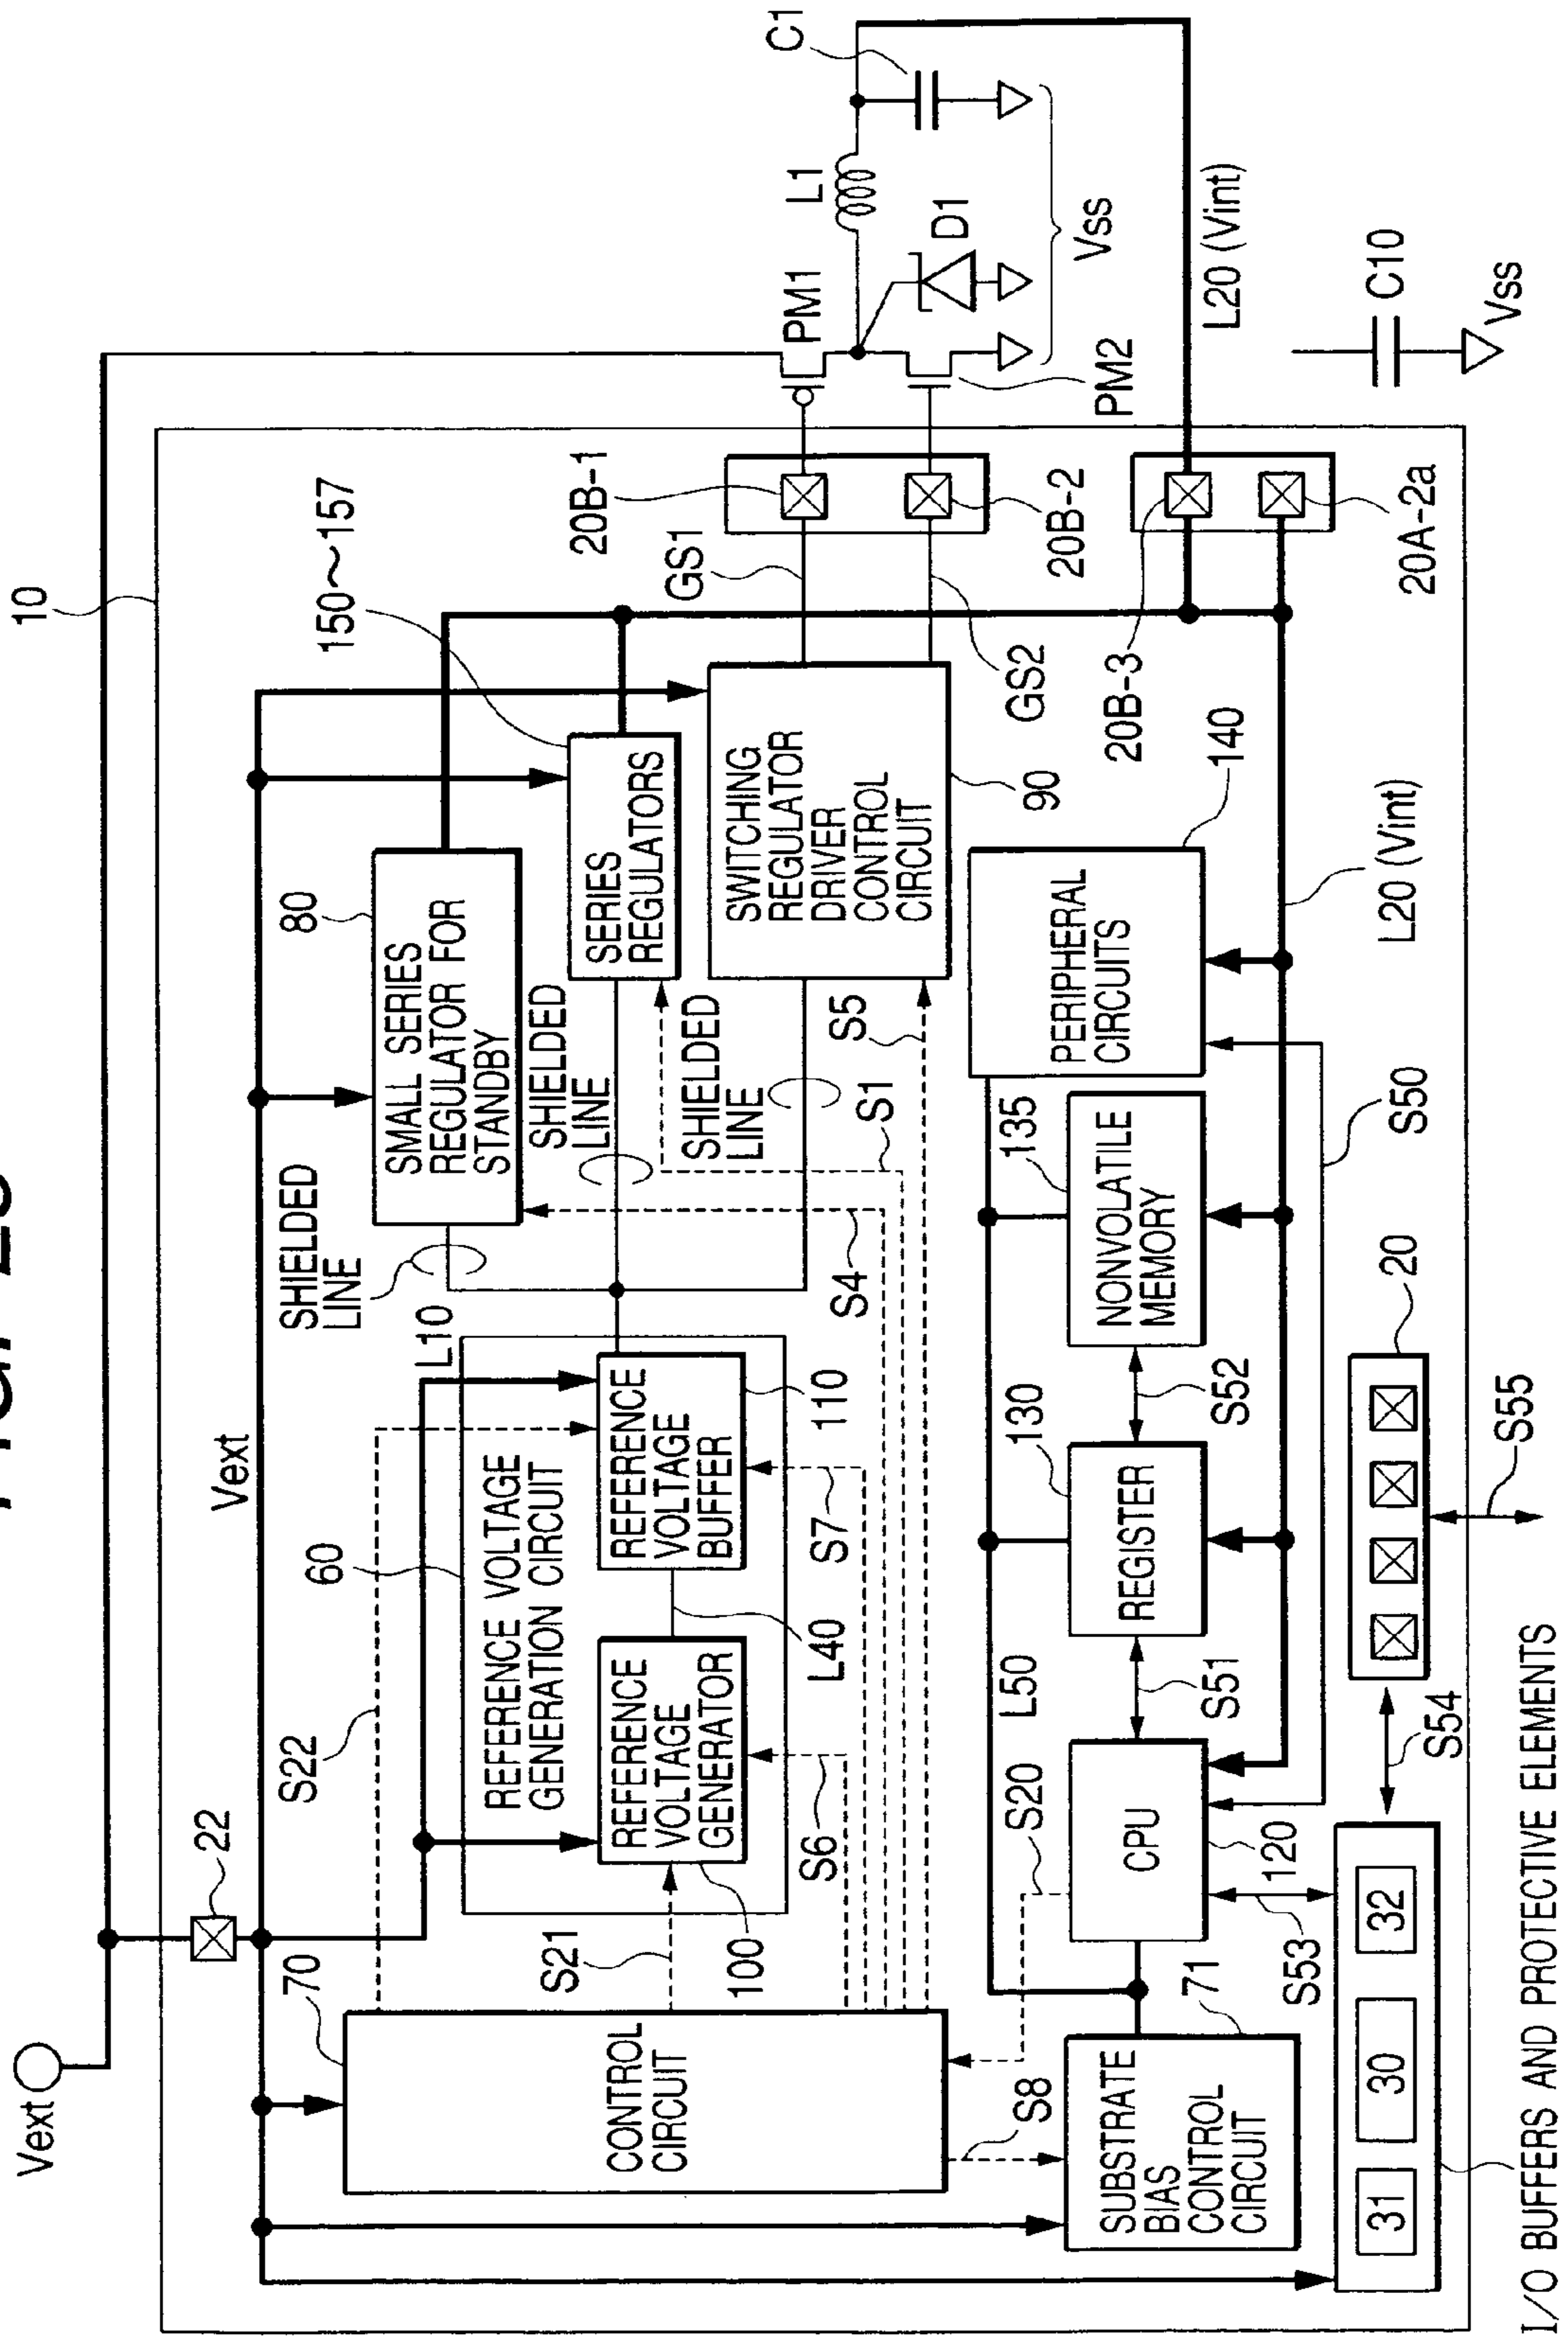 Vext
22
10
Vext
70
CONTROL
CIRCUIT
S22
S21
60
REFERENCE VOLTAGE
GENERATION CIRCUIT
REFERENCE
VOLTAGE
GENERATOR
100
L40
REFERENCE
VOLTAGE
BUFFER
110
L10
S6
S7
S4
S1
S5
SHIELDED
LINE
SHIELDED
LINE
SHIELDED
LINE
80
SMALL SERIES
REGULATOR FOR
STANDBY
150~157
SERIES
REGULATORS
SWITCHING
REGULATOR
DRIVER
CONTROL
CIRCUIT
90
GS1
GS2
20B-1
20B-2
20B-3
20A-2a
PM1
PM2
L1
D1
C1
Vss
L20 (Vint)
C10
Vss
S8
SUBSTRATE
BIAS
CONTROL
CIRCUIT
71
S20
L50
CPU
120
S51
REGISTER
130
S52
NONVOLATILE
MEMORY
135
PERIPHERAL
CIRCUITS
140
L20 (Vint)
S50
S53
31
30
32
S54
20
S55
I/O BUFFERS AND PROTECTIVE ELEMENTS